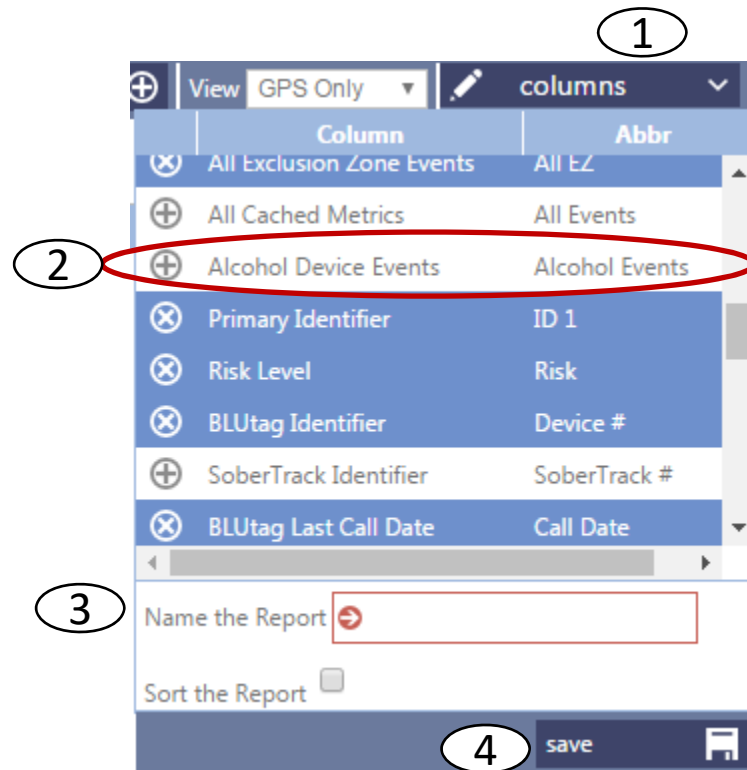 1
View GPS Only columns
Column Abbr
All Exclusion Zone Events All EZ
All Cached Metrics All Events
2 Alcohol Device Events Alcohol Events
Primary Identifier ID 1
Risk Level Risk
BLUtag Identifier Device #
SoberTrack Identifier SoberTrack #
BLUtag Last Call Date Call Date
3 Name the Report
Sort the Report
4 save